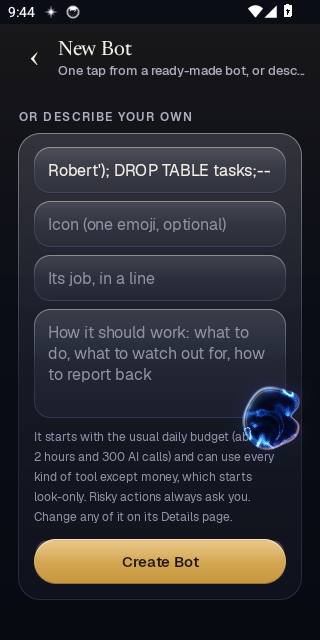 9:44
New Bot
One tap from a ready-made bot, or desc...
OR DESCRIBE YOUR OWN
Robert'); DROP TABLE tasks;--
Icon (one emoji, optional)
Its job, in a line
How it should work: what to
do, what to watch out for, how
to report back
It starts with the usual daily budget
2 hours and 300 AI calls) and can use every
kind of tool except money, which starts
look-only. Risky actions always ask you.
Change any of it on its Details page.
Create Bot